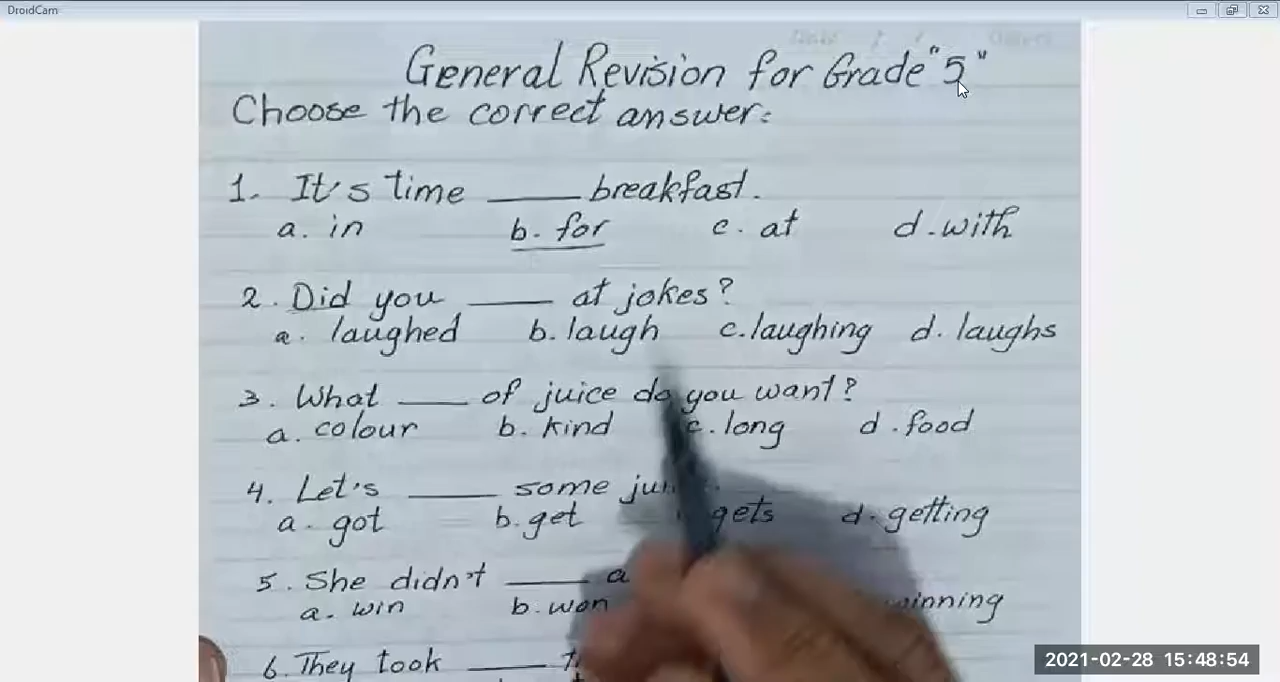 DroidCam
General Revision for Grade "5"
Choose the correct answer:
1. It's time ____ breakfast.
a. in b. for c. at d. with
2. Did you ____ at jokes?
a. laughed b. laugh c. laughing d. laughs
3. What ____ of juice do you want?
a. colour b. kind c. long d. food
4. Let's ____ some
a. got b. get gets d. getting
5. She didn't ____ a
a. win b. won winning
6. They took ____
2021-02-28 15:48:54